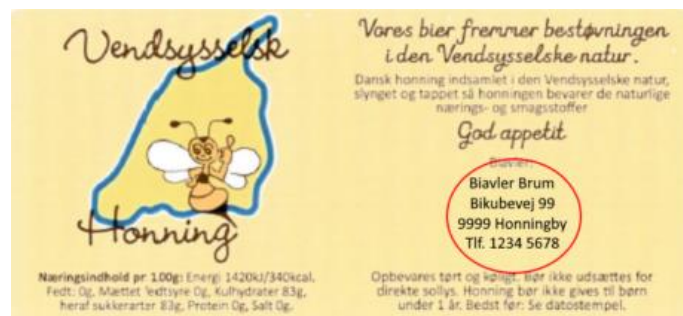 Vendsysselsk
Honning
Næringsindhold pr 100g: Energi 1420kJ/340kcal,
Fedt: 0g, Mættet fedtsyre 0g, Kulhydrater 83g,
heraf sukkerarter 83g, Protein 0g, Salt 0g.
Vores bier fremmer bestøvningen
i den Vendsysselske natur.
Dansk honning indsamlet i den Vendsysselske natur,
slynget og tappet så honningen bevarer de naturlige
nærings- og smagsstoffer
God appetit
Biavler:
Biavler Brum
Bikubevej 99
9999 Honningby
Tlf. 1234 5678
Opbevares tørt og køligt. Bør ikke udsættes for
direkte sollys. Honning bør ikke gives til børn
under 1 år. Bedst før: Se datostempel.